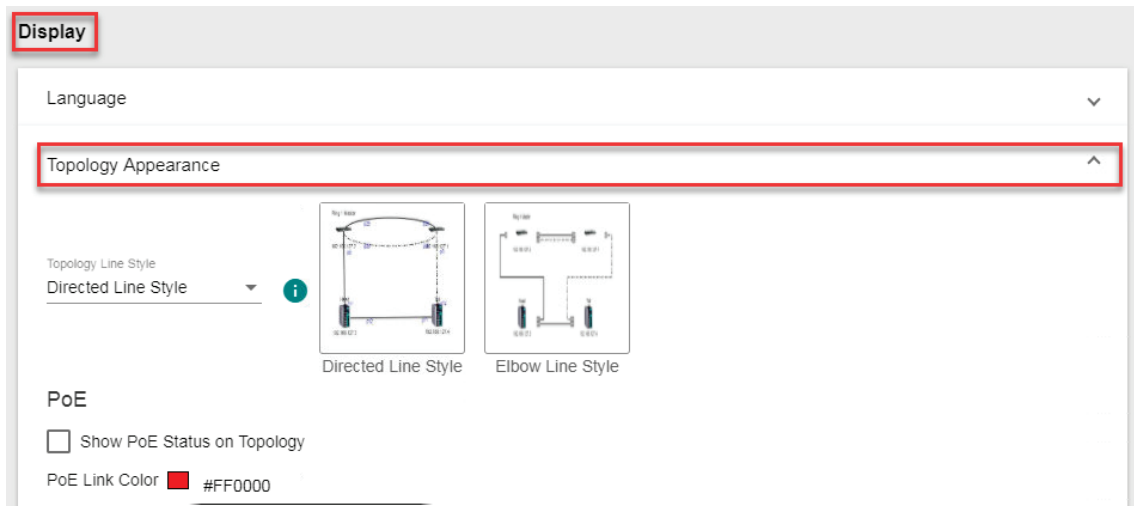 Display
Language
Topology Appearance
Topology Line Style
Directed Line Style
i
Directed Line Style
Elbow Line Style
PoE
Show PoE Status on Topology
PoE Link Color
#FF0000